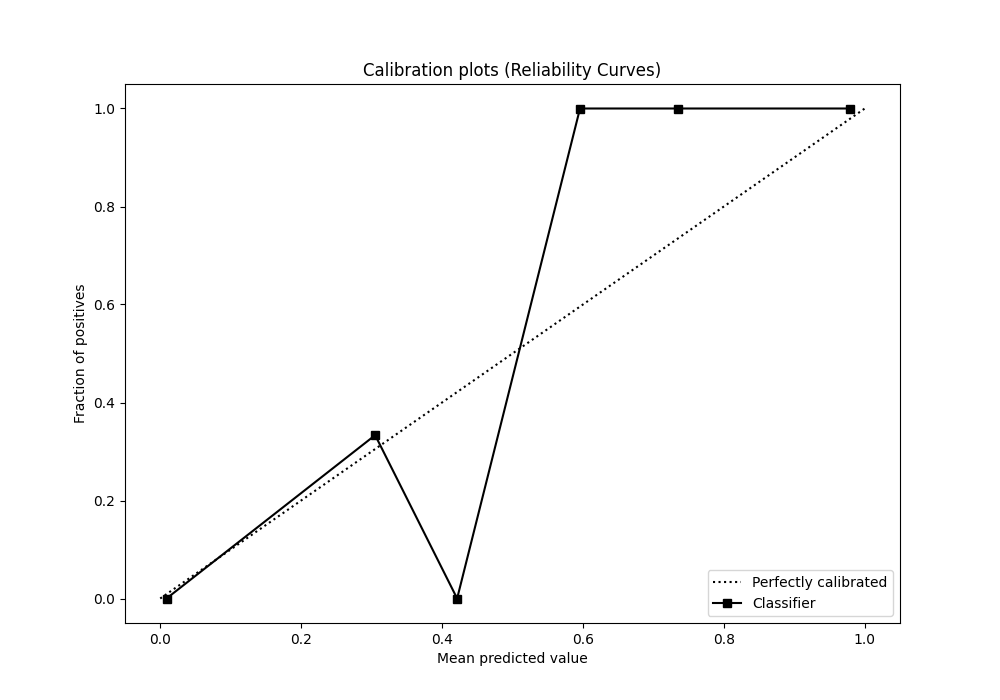 Calibration plots (Reliability Curves)
1.0
0.8
0.6
0.4
0.2
0.0
Fraction of positives
0.0 0.2 0.4 0.6 0.8 1.0
Mean predicted value
Perfectly calibrated
Classifier